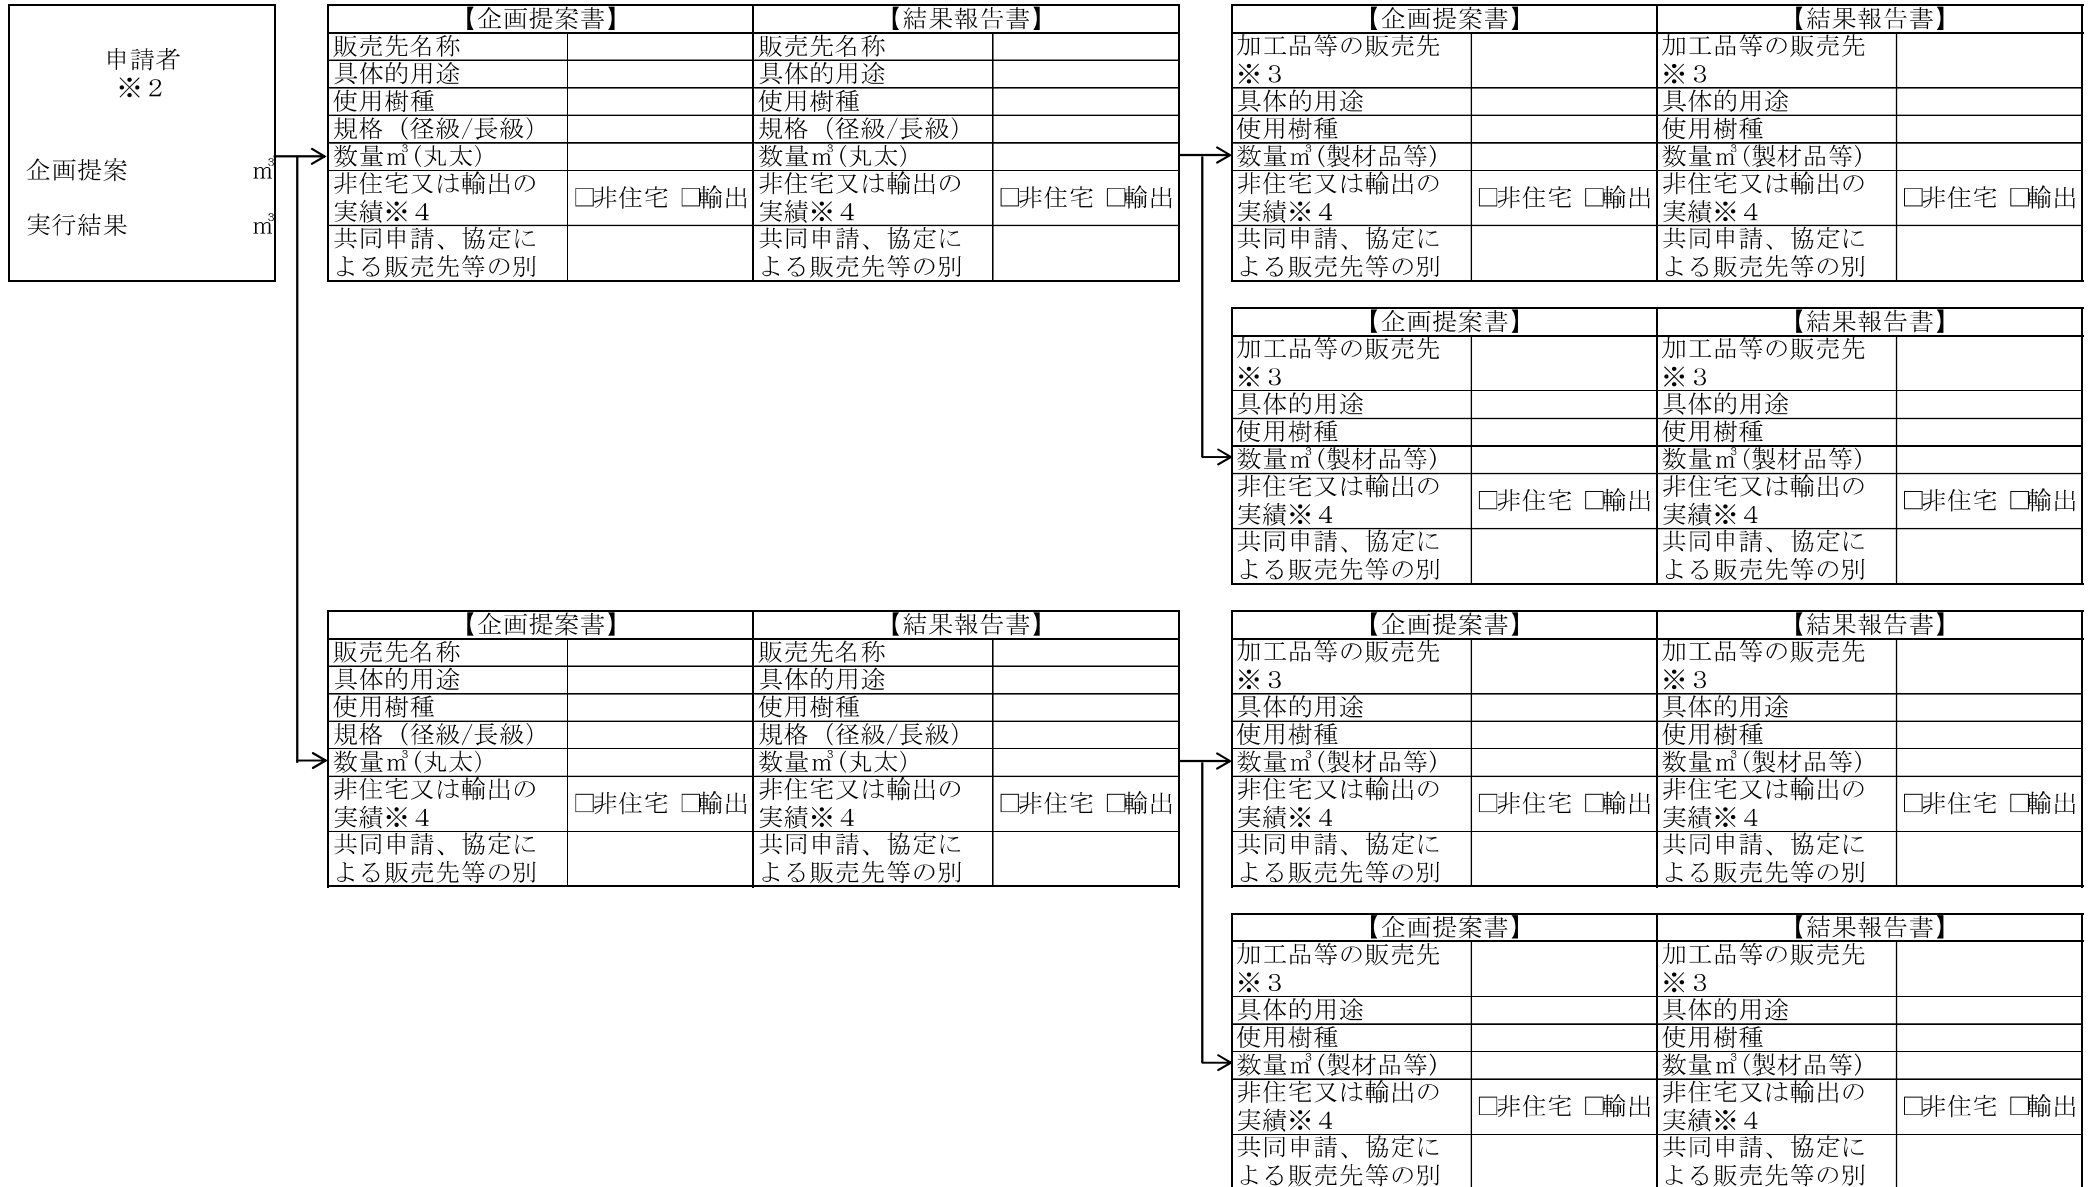 申請者
※２
企画提案 ㎥
実行結果 ㎥
【企画提案書】 【結果報告書】
販売先名称 販売先名称
具体的用途 具体的用途
使用樹種 使用樹種
規格（径級/長級） 規格（径級/長級）
数量㎥(丸太） 数量㎥(丸太）
非住宅又は輸出の 非住宅又は輸出の
実績※４ □非住宅 □輸出 実績※４ □非住宅 □輸出
共同申請、協定に 共同申請、協定に
よる販売先等の別 よる販売先等の別
【企画提案書】 【結果報告書】
加工品等の販売先 加工品等の販売先
※３ ※３
具体的用途 具体的用途
使用樹種 使用樹種
数量㎥(製材品等） 数量㎥(製材品等）
非住宅又は輸出の 非住宅又は輸出の
実績※４ □非住宅 □輸出 実績※４ □非住宅 □輸出
共同申請、協定に 共同申請、協定に
よる販売先等の別 よる販売先等の別
【企画提案書】 【結果報告書】
加工品等の販売先 加工品等の販売先
※３ ※３
具体的用途 具体的用途
使用樹種 使用樹種
数量㎥(製材品等） 数量㎥(製材品等）
非住宅又は輸出の 非住宅又は輸出の
実績※４ □非住宅 □輸出 実績※４ □非住宅 □輸出
共同申請、協定に 共同申請、協定に
よる販売先等の別 よる販売先等の別
【企画提案書】 【結果報告書】
販売先名称 販売先名称
具体的用途 具体的用途
使用樹種 使用樹種
規格（径級/長級） 規格（径級/長級）
数量㎥(丸太） 数量㎥(丸太）
非住宅又は輸出の 非住宅又は輸出の
実績※４ □非住宅 □輸出 実績※４ □非住宅 □輸出
共同申請、協定に 共同申請、協定に
よる販売先等の別 よる販売先等の別
【企画提案書】 【結果報告書】
加工品等の販売先 加工品等の販売先
※３ ※３
具体的用途 具体的用途
使用樹種 使用樹種
数量㎥(製材品等） 数量㎥(製材品等）
非住宅又は輸出の 非住宅又は輸出の
実績※４ □非住宅 □輸出 実績※４ □非住宅 □輸出
共同申請、協定に 共同申請、協定に
よる販売先等の別 よる販売先等の別
【企画提案書】 【結果報告書】
加工品等の販売先 加工品等の販売先
※３ ※３
具体的用途 具体的用途
使用樹種 使用樹種
数量㎥(製材品等） 数量㎥(製材品等）
非住宅又は輸出の 非住宅又は輸出の
実績※４ □非住宅 □輸出 実績※４ □非住宅 □輸出
共同申請、協定に 共同申請、協定に
よる販売先等の別 よる販売先等の別